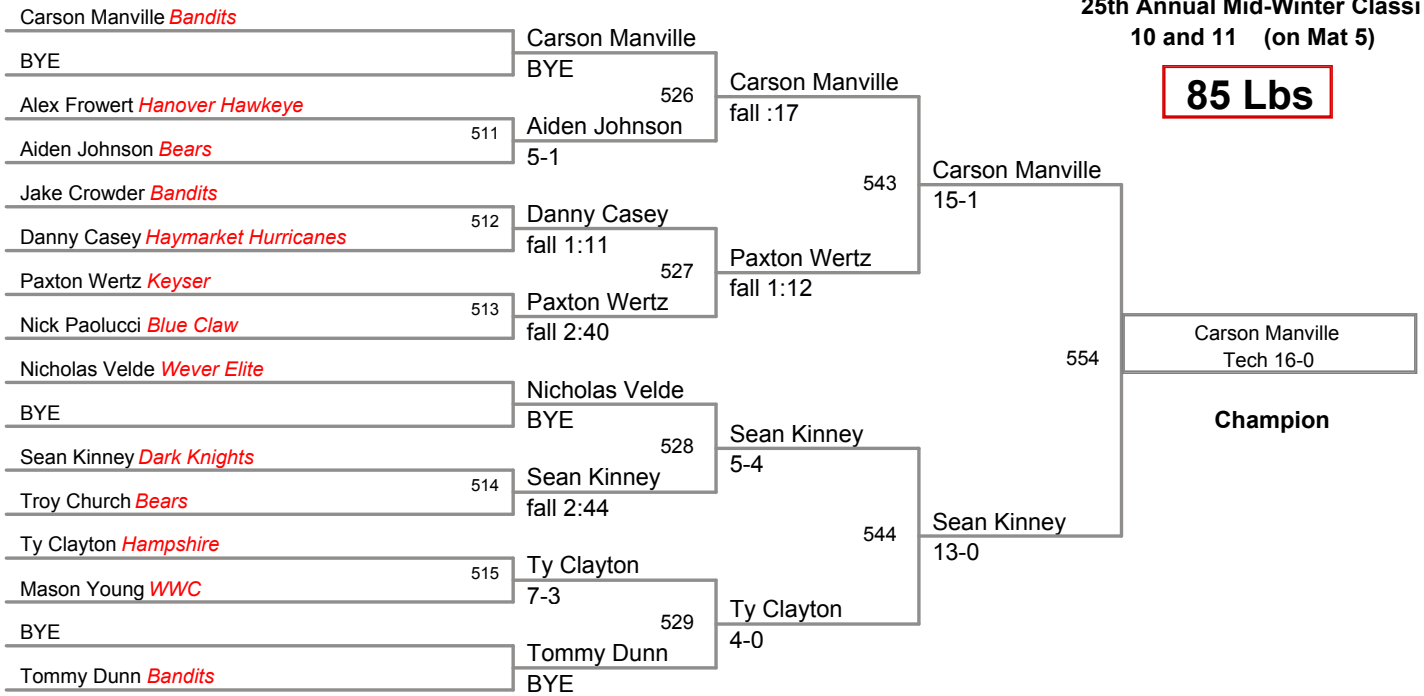 25th Annual Mid-Winter Classi
10 and 11 (on Mat 5)
85 Lbs
Carson Manville Bandits
BYE
Alex Frowert Hanover Hawkeye
511
Aiden Johnson Bears
Jake Crowder Bandits
512
Danny Casey Haymarket Hurricanes
Paxton Wertz Keyser
513
Nick Paolucci Blue Claw
Nicholas Velde Wever Elite
BYE
Sean Kinney Dark Knights
514
Troy Church Bears
Ty Clayton Hampshire
515
Mason Young WWC
BYE
Tommy Dunn Bandits
Carson Manville
BYE
526
Aiden Johnson
5-1
Danny Casey
fall 1:11
527
Paxton Wertz
fall 2:40
Nicholas Velde
BYE
528
Sean Kinney
fall 2:44
Ty Clayton
7-3
529
Tommy Dunn
BYE
Carson Manville
fall :17
543
Paxton Wertz
fall 1:12
Sean Kinney
5-4
544
Ty Clayton
4-0
Carson Manville
15-1
554
Sean Kinney
13-0
Carson Manville
Tech 16-0
Champion